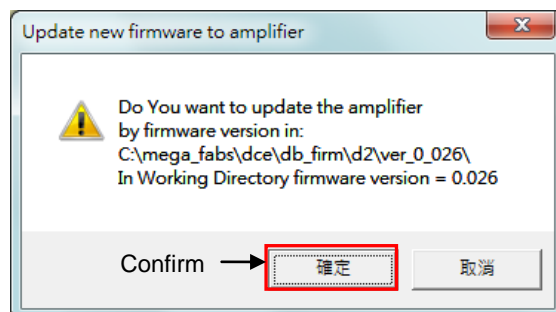 Update new firmware to amplifier
Do You want to update the amplifier
by firmware version in:
C:\mega_fabs\dce\db_firm\d2\ver_0_026\
In Working Directory firmware version = 0.026
Confirm
確定
取消